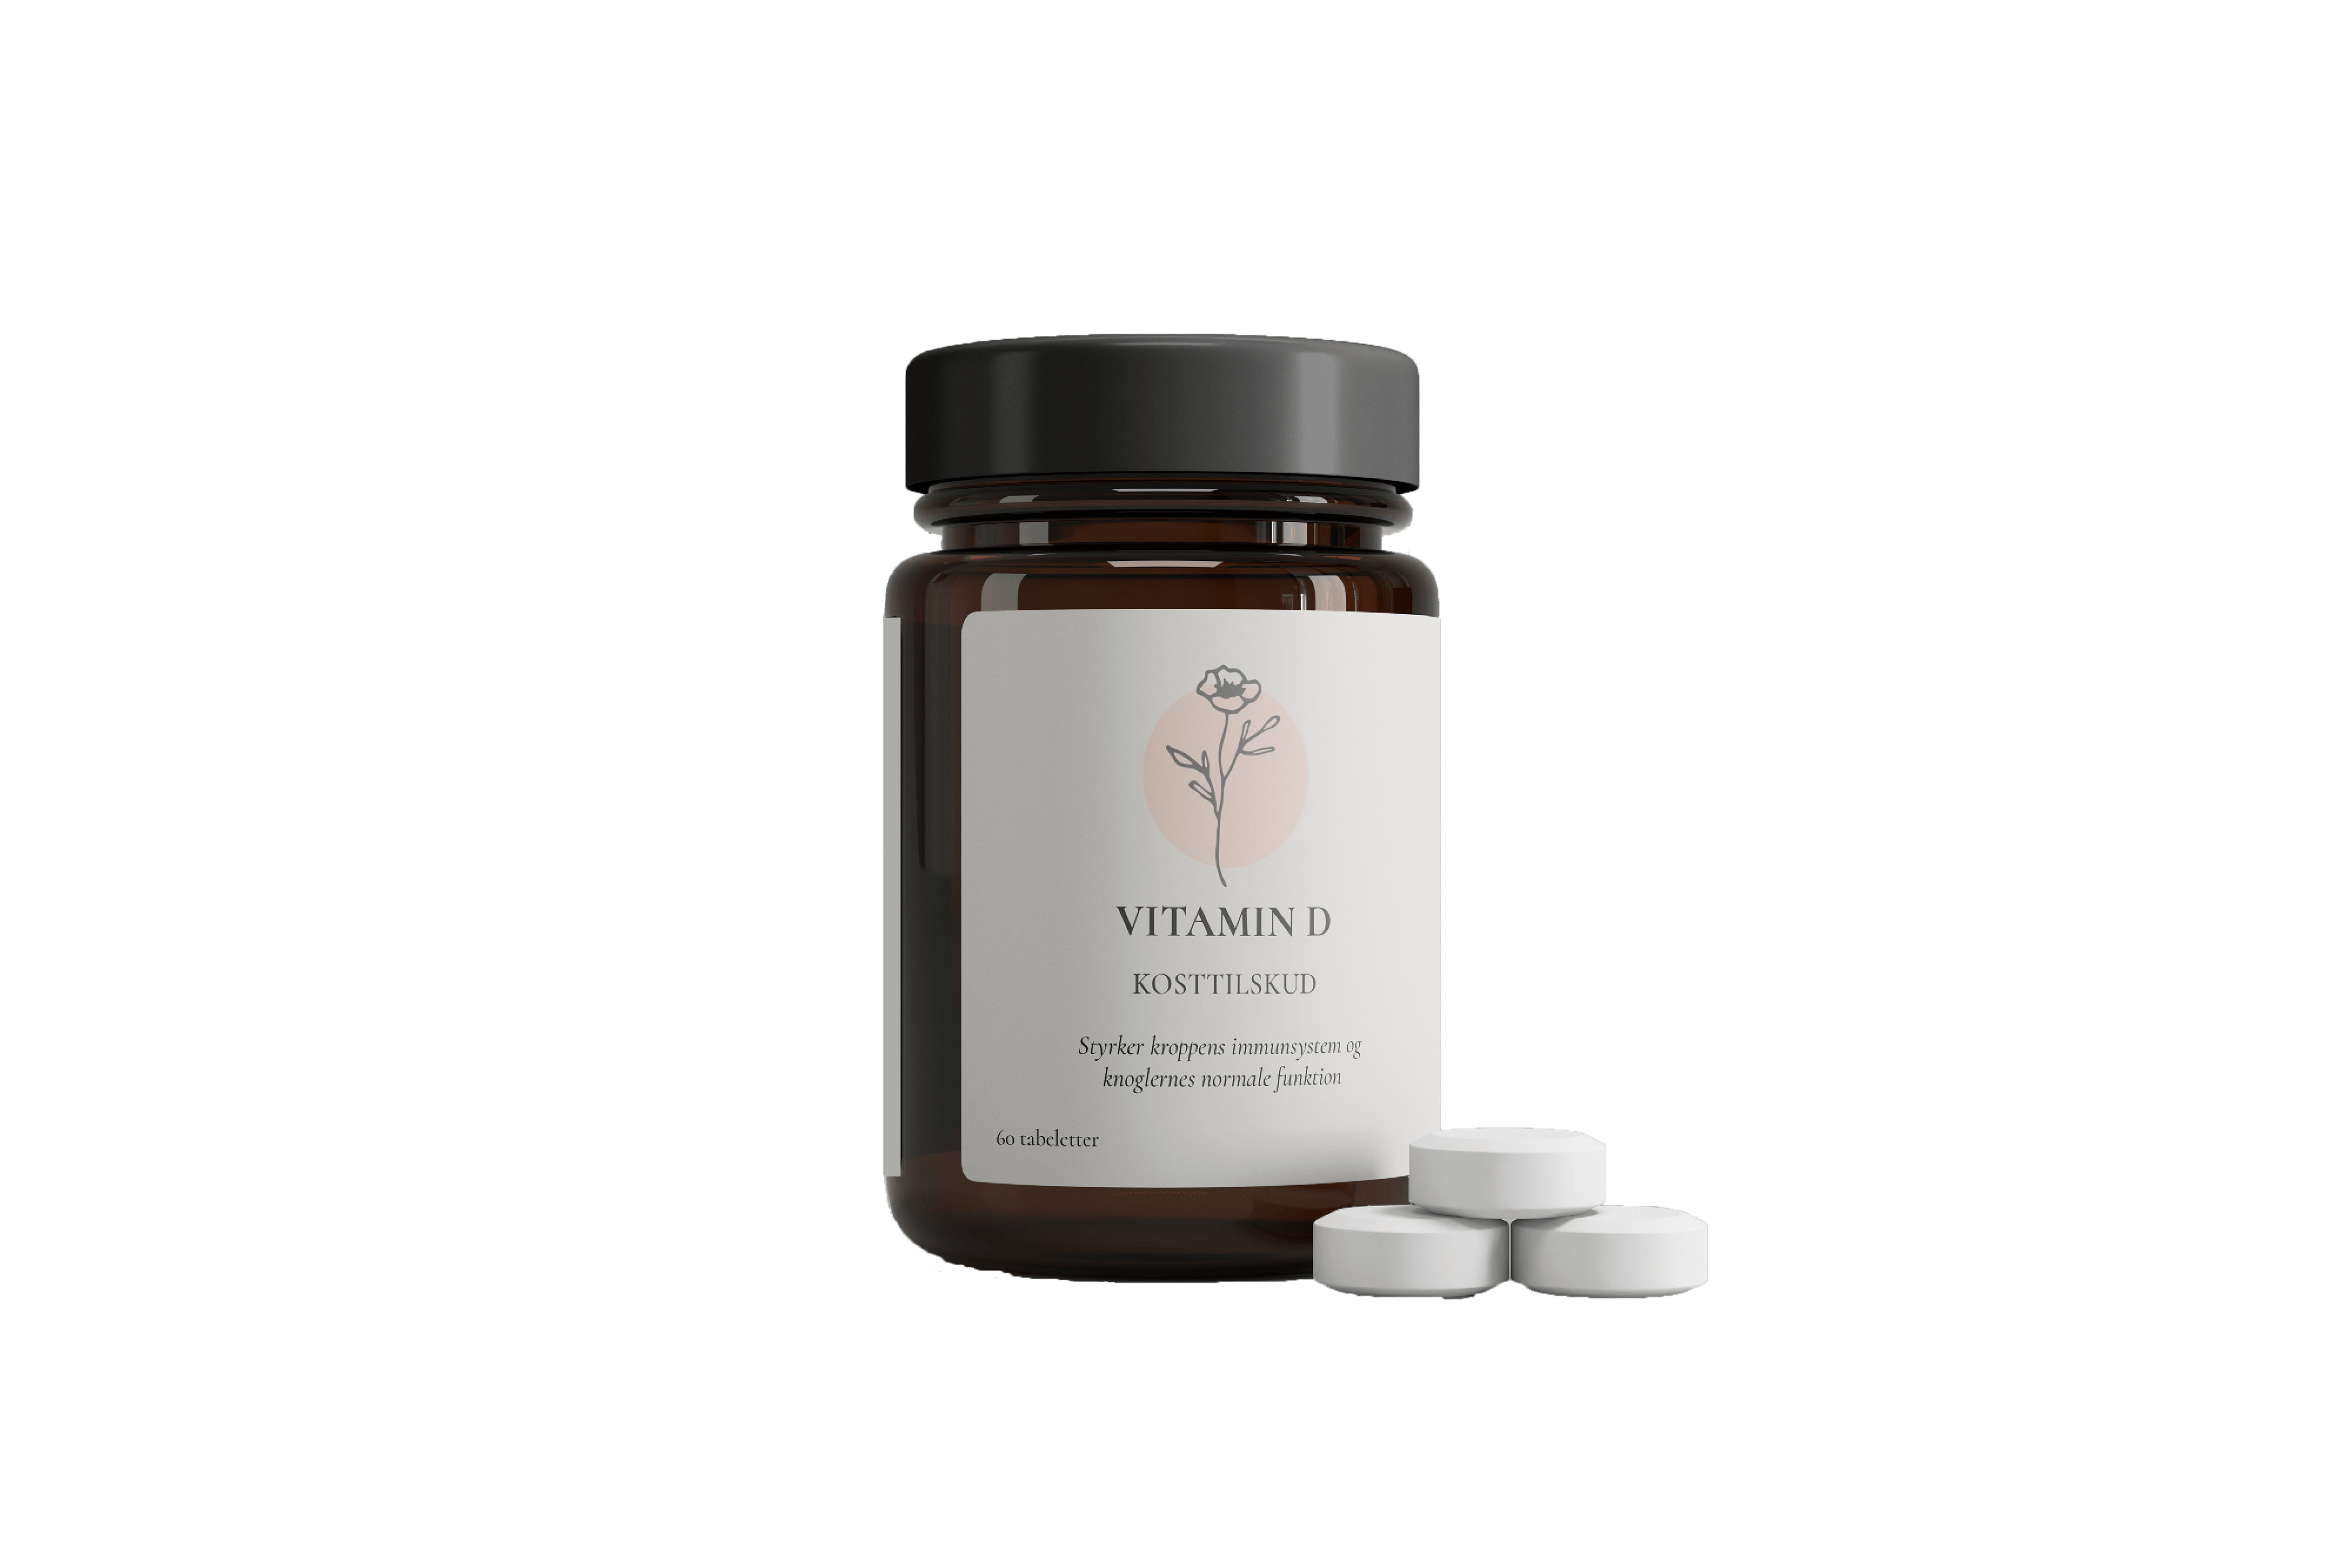 VITAMIN D
KOSTTILSKUD
Styrker kroppens immunsystem og
knoglernes normale funktion
60 tabeletter